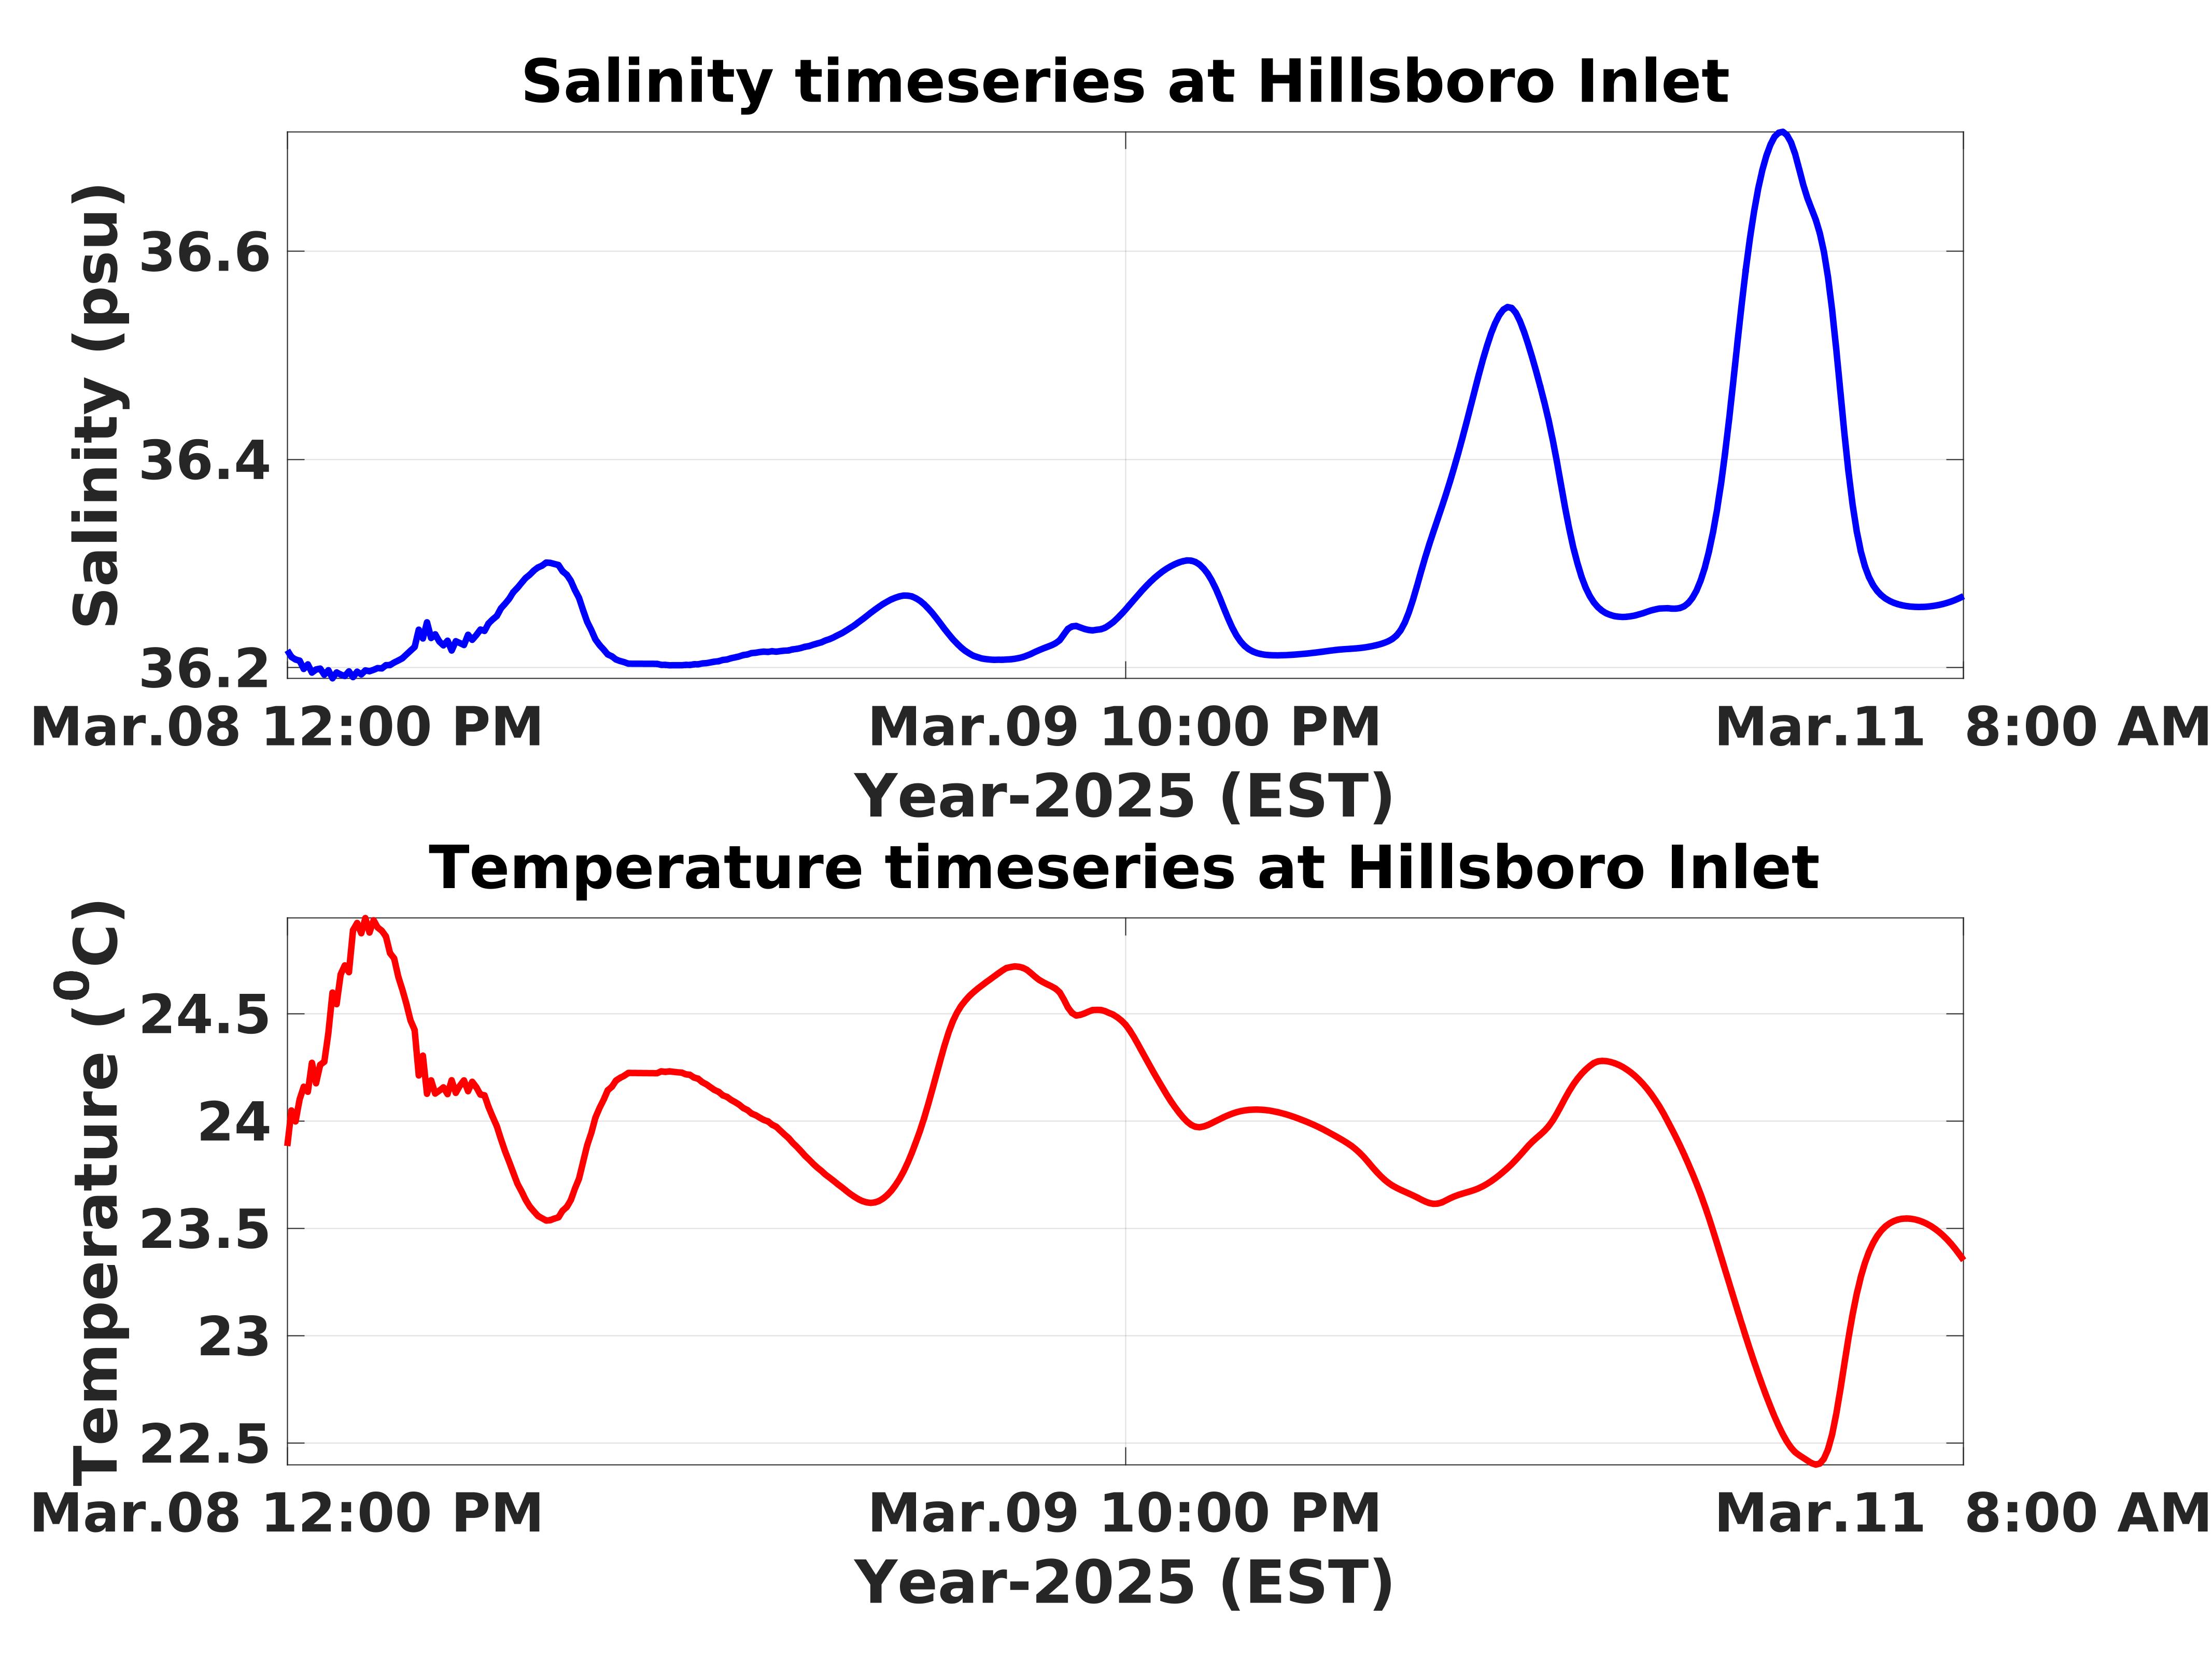 Salinity timeseries at Hillsboro Inlet
Salinity (psu)
36.6
36.4
36.2
Mar.08 12:00 PM Mar.09 10:00 PM Mar.11  8:00 AM
Year-2025 (EST)
Temperature timeseries at Hillsboro Inlet
Temperature (⁰C)
24.5
24
23.5
23
22.5
Mar.08 12:00 PM Mar.09 10:00 PM Mar.11  8:00 AM
Year-2025 (EST)